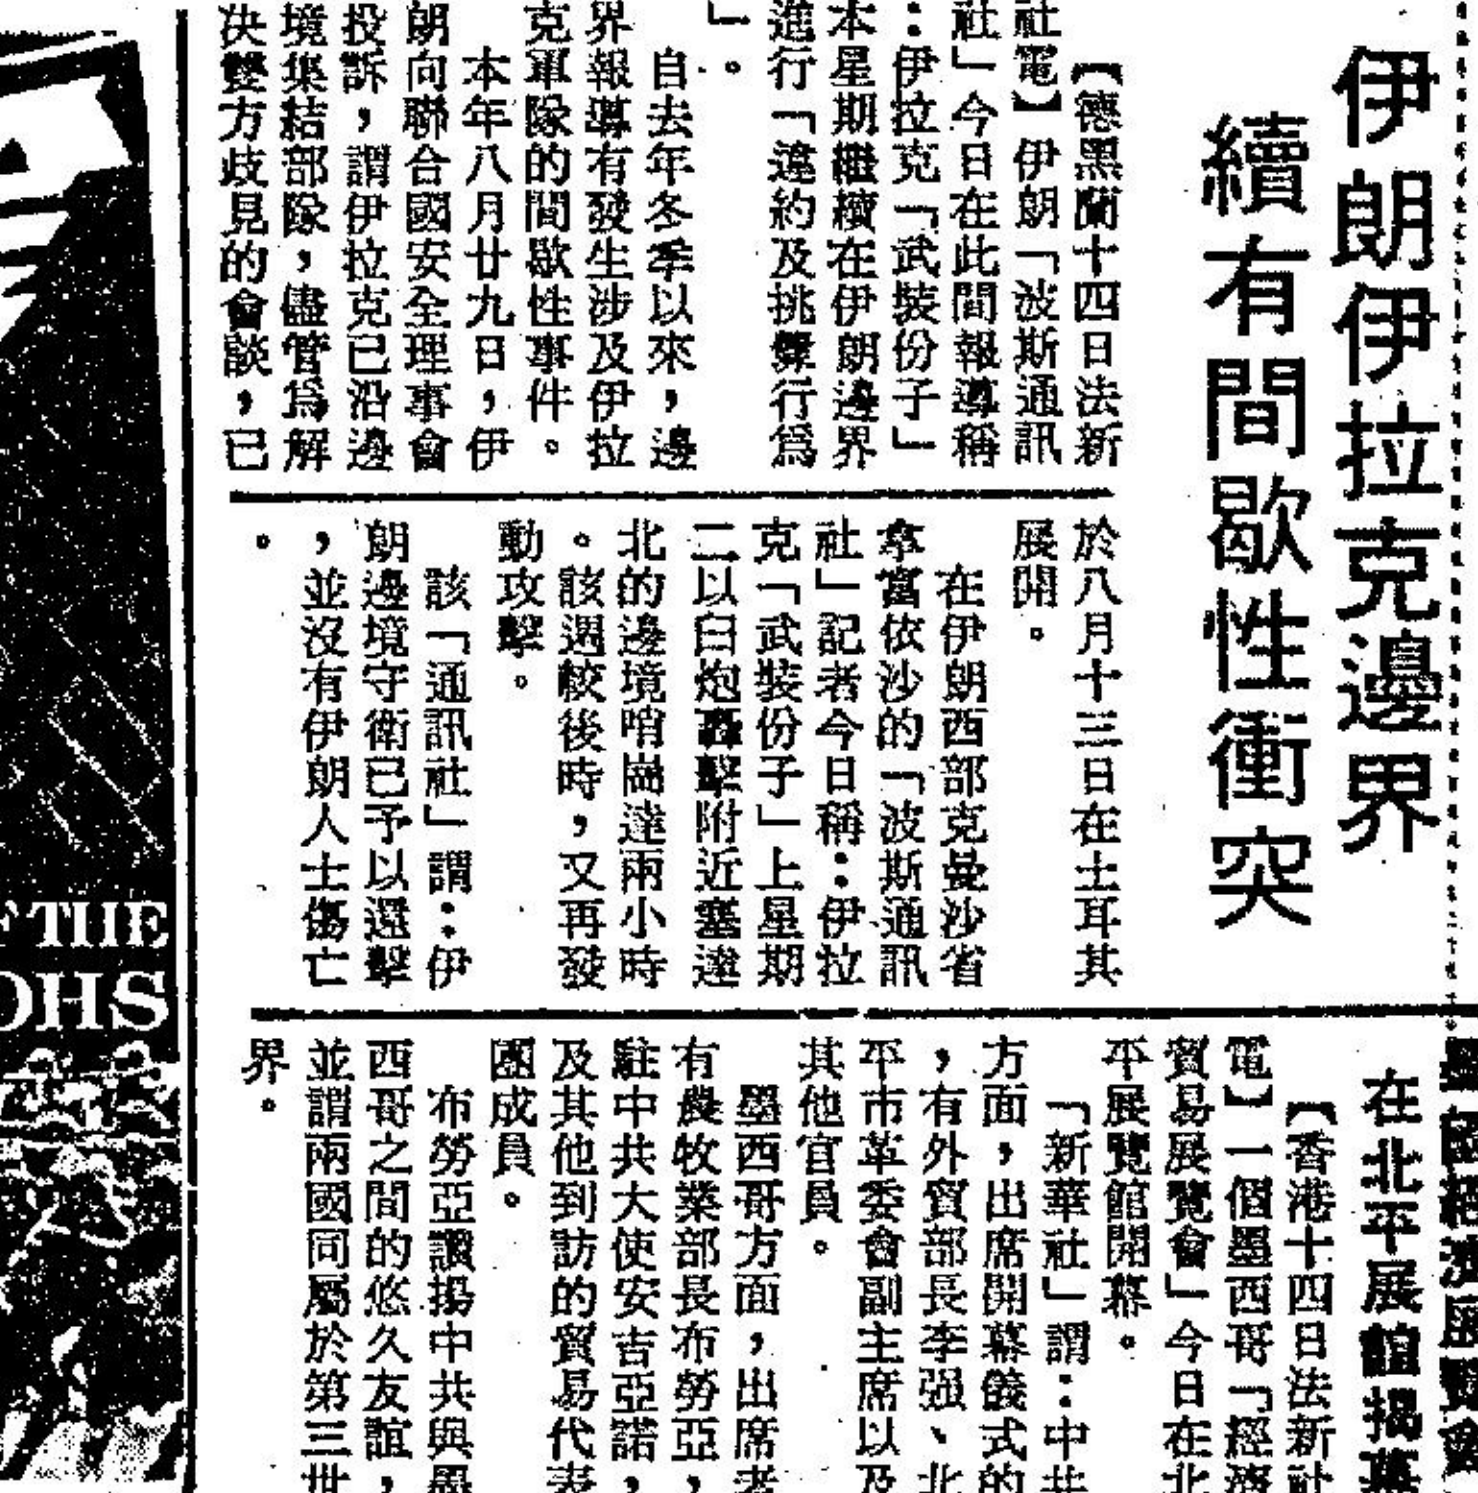 伊朗伊拉克邊界
續有間歇性衝突
【德黑蘭十四日法新
社電】伊朗「波斯通訊
社」今日在此間報導稱
：伊拉克「武裝份子」
本星期繼續在伊朗邊界
進行「違約及挑釁行爲
」。
自去年冬季以來，邊
界報導有發生涉及伊拉
克軍隊的間歇性事件。
本年八月廿九日，伊
朗向聯合國安全理事會
投訴，謂伊拉克已沿邊
境集結部隊，儘管爲解
决雙方歧見的會談，已
於八月十三日在土耳其
展開。
在伊朗西部克曼沙省
拿富依沙的「波斯通訊
社」記者今日稱：伊拉
克「武裝份子」上星期
二以臼炮轟擊附近塞達
北的邊境哨崗達兩小時
。該週較後時，又再發
動攻擊。
該「通訊社」謂：伊
朗邊境守衛已予以還擊
，並沒有伊朗人士傷亡
。
在北平展館揭幕
【香港十四日法新社
電】一個墨西哥「經濟
貿易展覽會」今日在北
平展覽館開幕。
「新華社」謂：中共
方面，出席開幕儀式的
，有外貿部長李强、北
平市革委會副主席以及
其他官員。
墨西哥方面，出席者
有農牧業部長布勞亞，
駐中共大使安吉亞諾，
及其他到訪的貿易代表
團成員。
布勞亞讚揚中共與墨
西哥之間的悠久友誼，
並謂兩國同屬於第三世
界。
THE
OHS